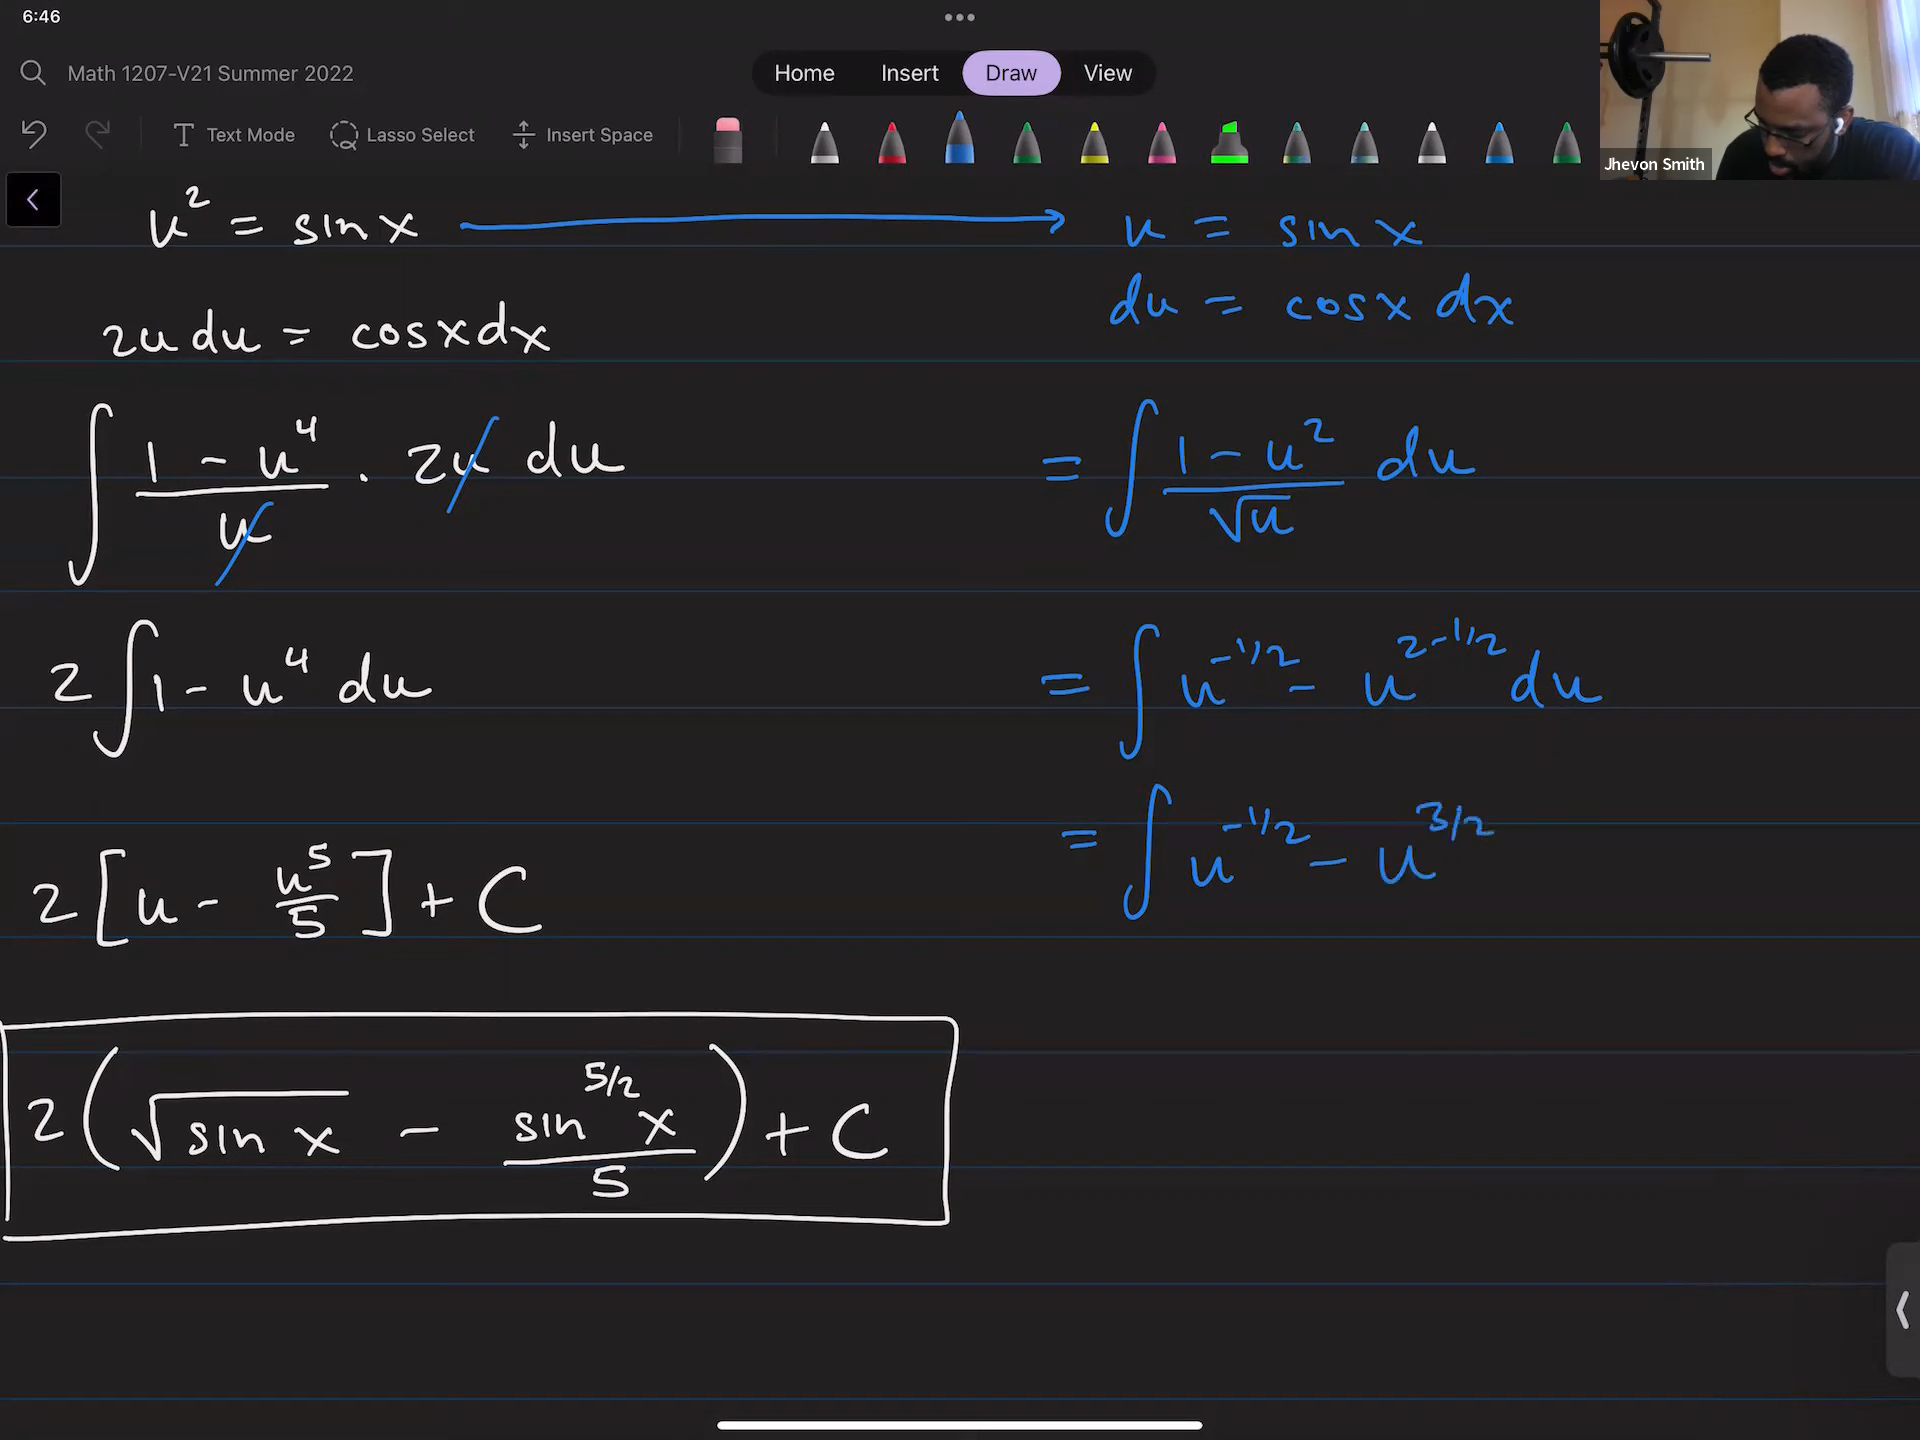 6:46
Math 1207-V21 Summer 2022
Home Insert Draw View
Text Mode Lasso Select Insert Space
Jhevon Smith
u² = sin x
2u du = cos x dx
∫ (1 - u⁴)/u · 2u du
2 ∫ 1 - u⁴ du
2 [ u - u⁵/5 ] + C
2 ( √(sin x) - sin^(5/2) x / 5 ) + C
u = sin x
du = cos x dx
= ∫ (1 - u²)/√u du
= ∫ u^(-1/2) - u^(2-1/2) du
= ∫ u^(-1/2) - u^(3/2)